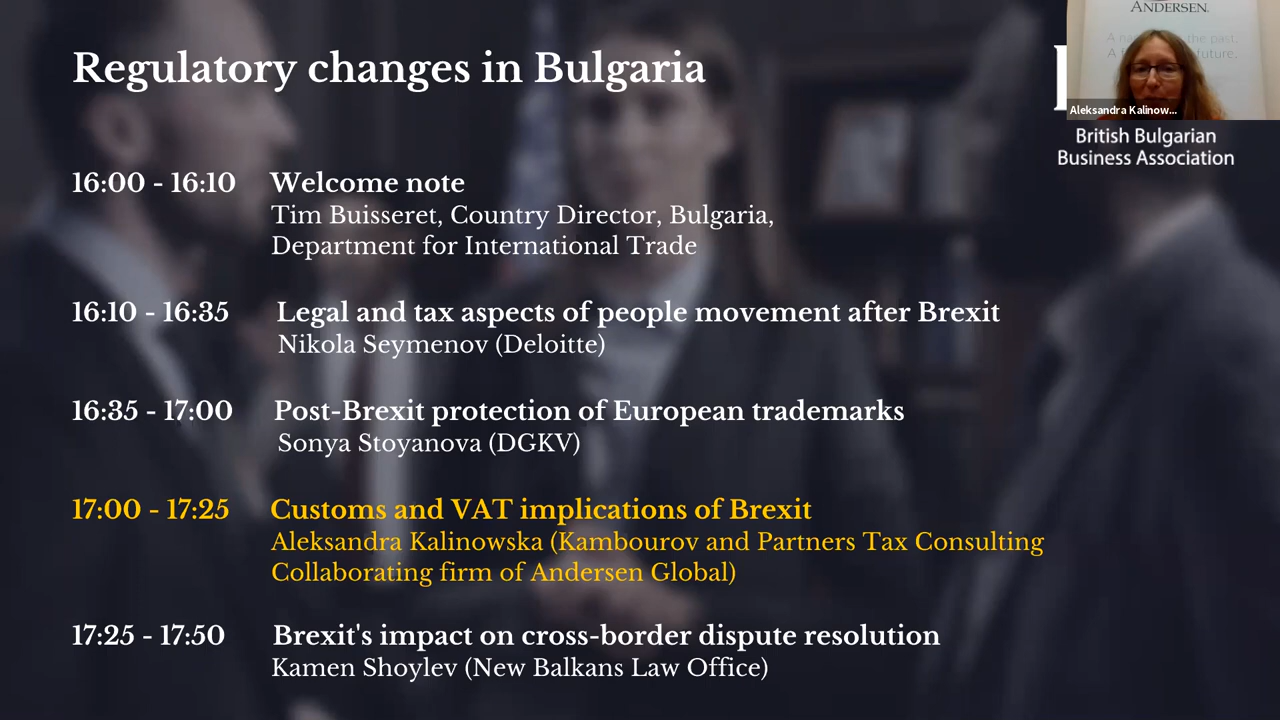 Regulatory changes in Bulgaria
ANDERSEN.
Aleksandra Kalinow...
British Bulgarian
Business Association
16:00 - 16:10 Welcome note
Tim Buisseret, Country Director, Bulgaria,
Department for International Trade
16:10 - 16:35 Legal and tax aspects of people movement after Brexit
Nikola Seymenov (Deloitte)
16:35 - 17:00 Post-Brexit protection of European trademarks
Sonya Stoyanova (DGKV)
17:00 - 17:25 Customs and VAT implications of Brexit
Aleksandra Kalinowska (Kambourov and Partners Tax Consulting
Collaborating firm of Andersen Global)
17:25 - 17:50 Brexit's impact on cross-border dispute resolution
Kamen Shoylev (New Balkans Law Office)